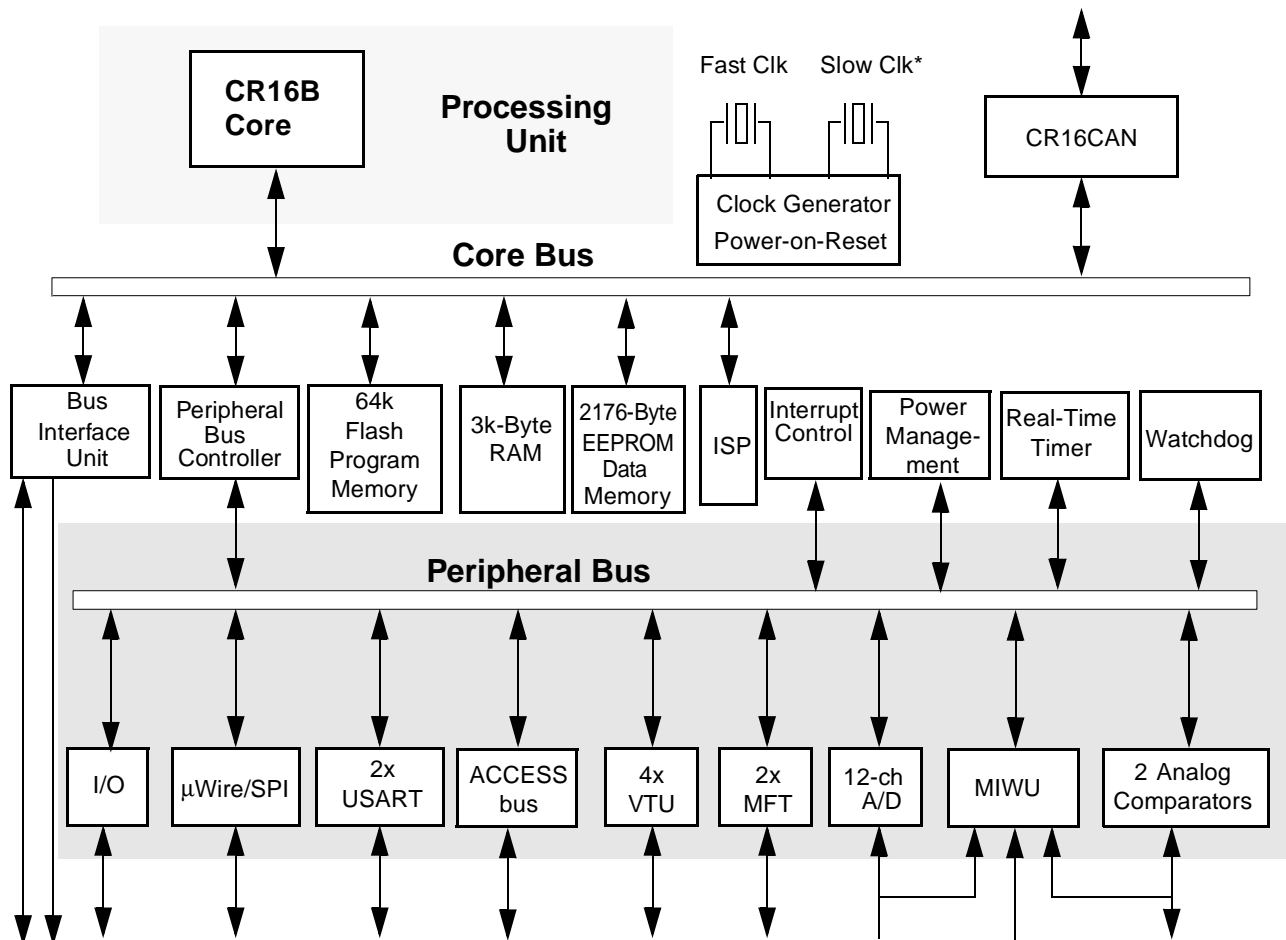 CR16B
Core
Processing
Unit
Fast Clk
Slow Clk*
CR16CAN
Clock Generator
Power-on-Reset
Core Bus
Bus
Interface
Unit
Peripheral
Bus
Controller
64k
Flash
Program
Memory
3k-Byte
RAM
2176-Byte
EEPROM
Data
Memory
ISP
Interrupt
Control
Power
Manage-
ment
Real-Time
Timer
Watchdog
Peripheral Bus
I/O
µWire/SPI
2x
USART
ACCESS
bus
4x
VTU
2x
MFT
12-ch
A/D
MIWU
2 Analog
Comparators